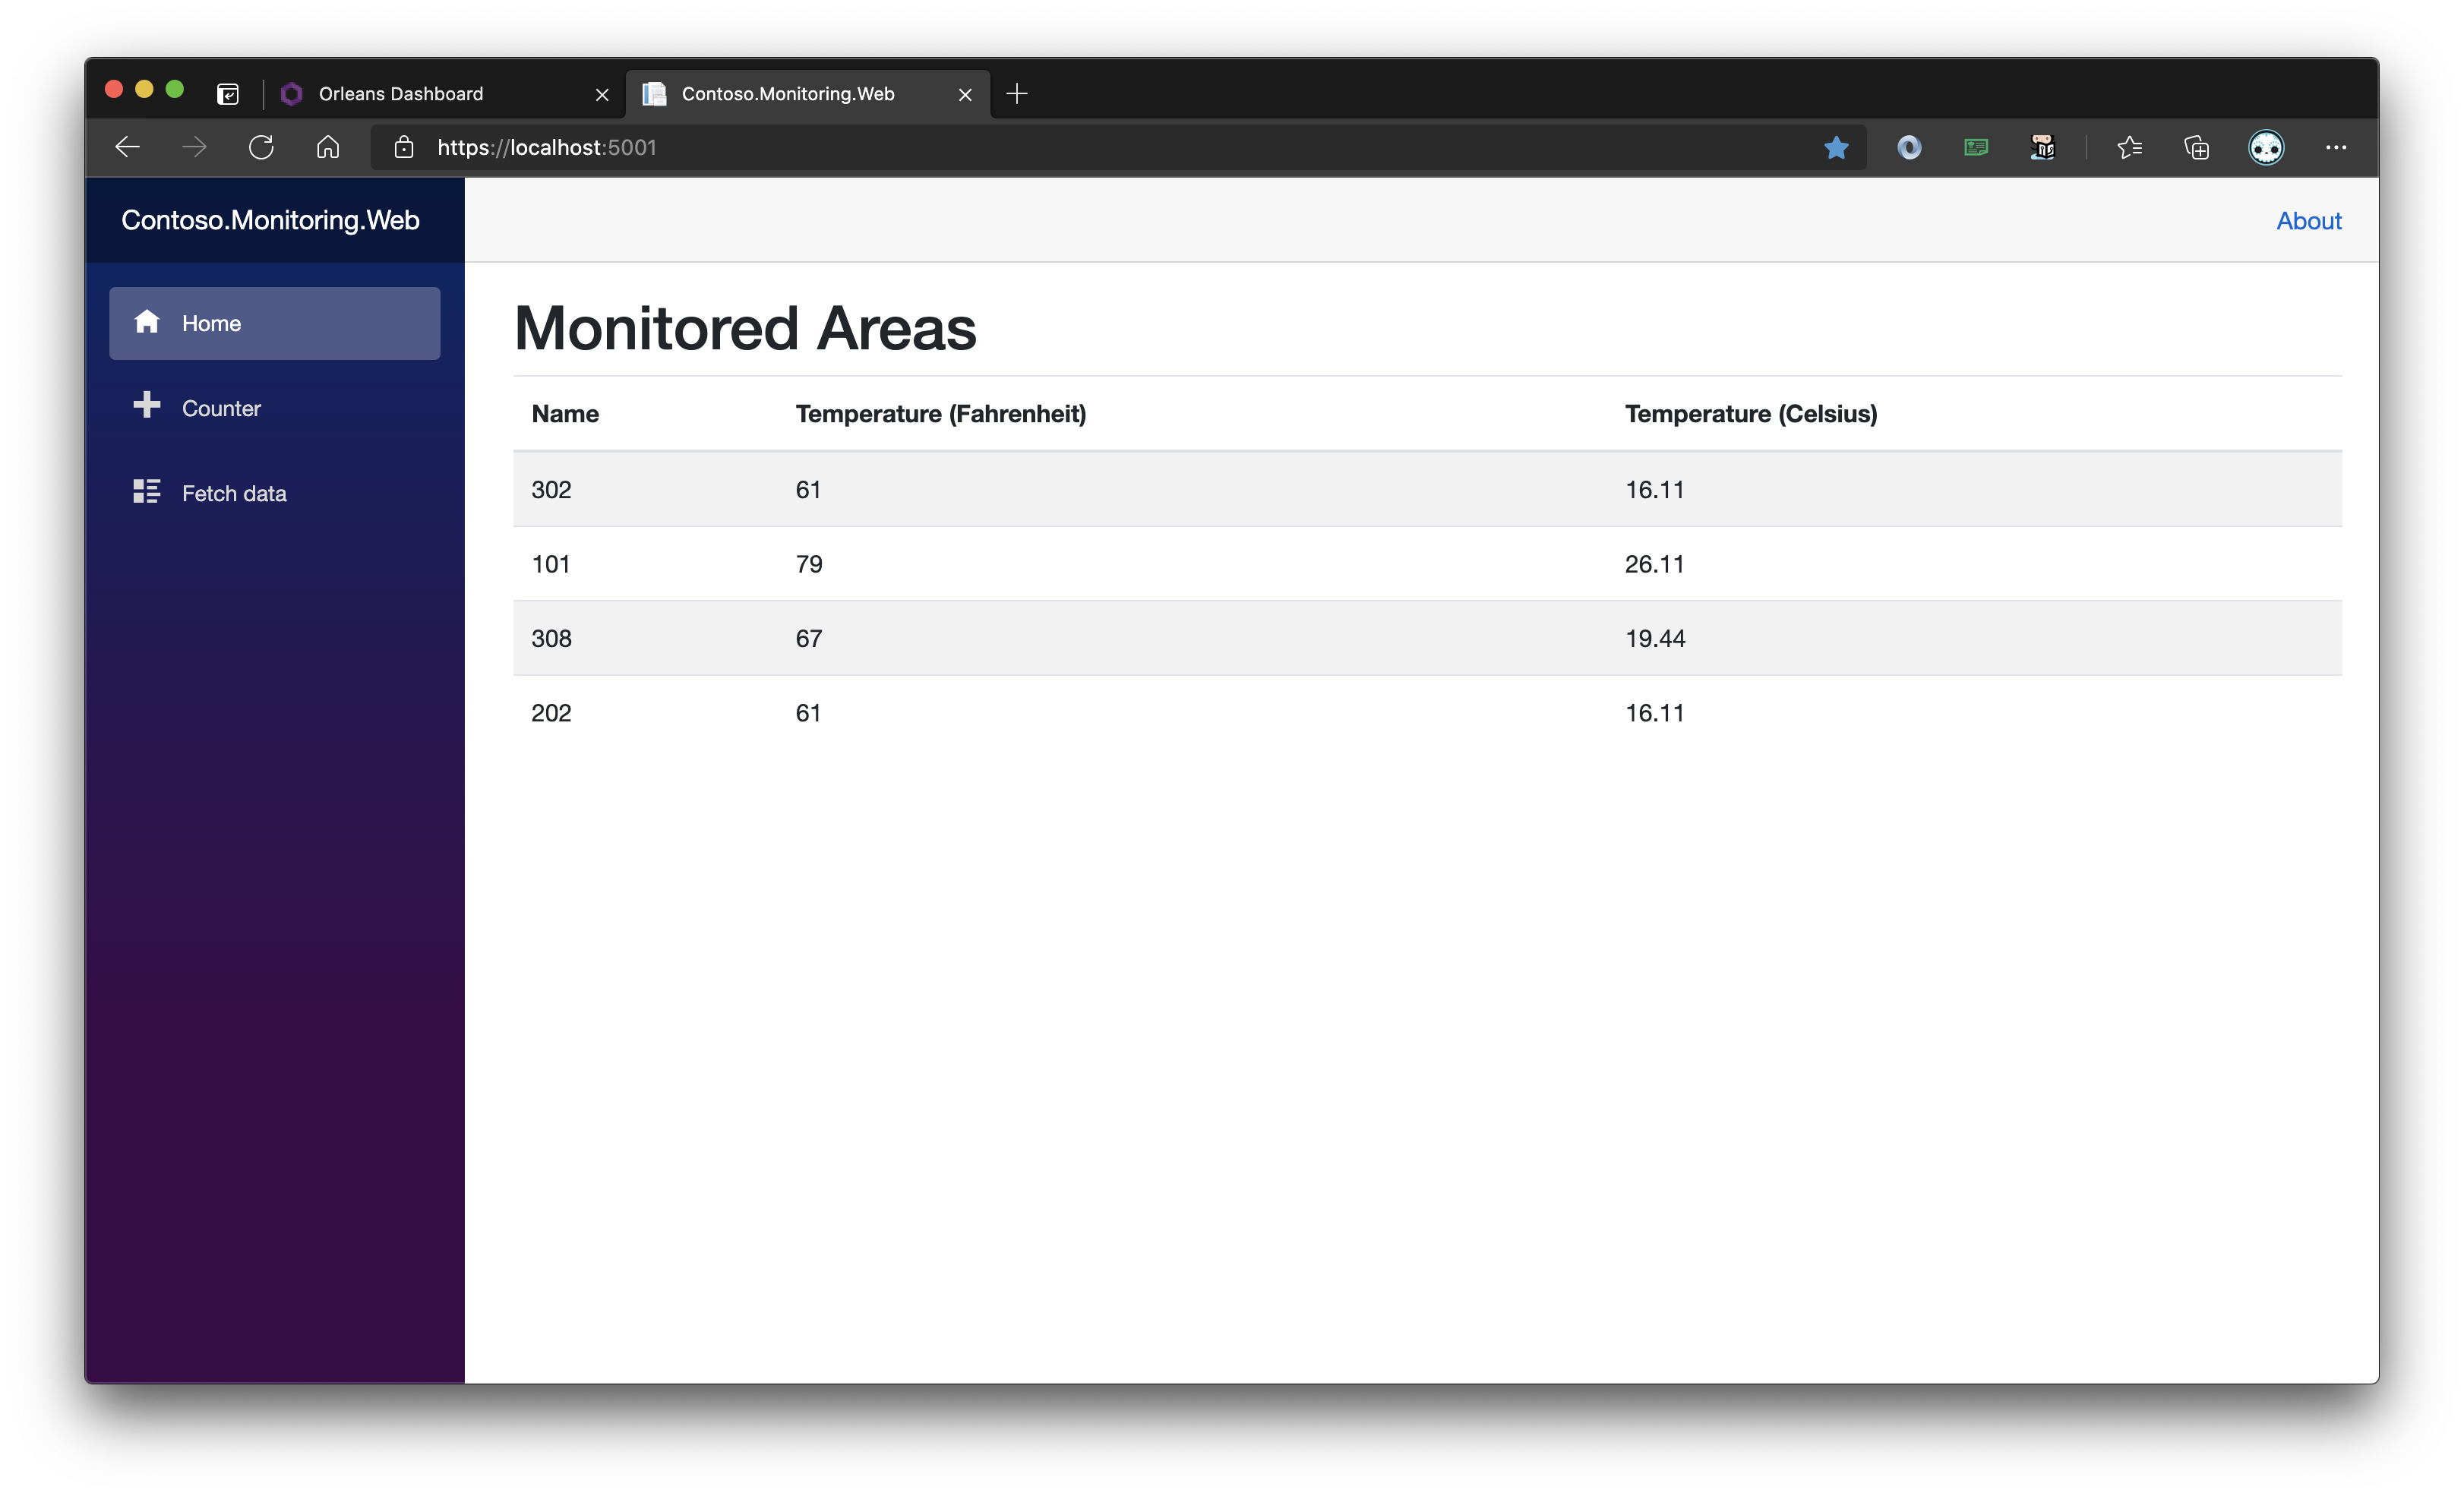 Orleans Dashboard
Contoso.Monitoring.Web
https://localhost:5001
Contoso.Monitoring.Web
About
Home
Counter
Fetch data
Monitored Areas
Name Temperature (Fahrenheit) Temperature (Celsius)
302 61 16.11
101 79 26.11
308 67 19.44
202 61 16.11